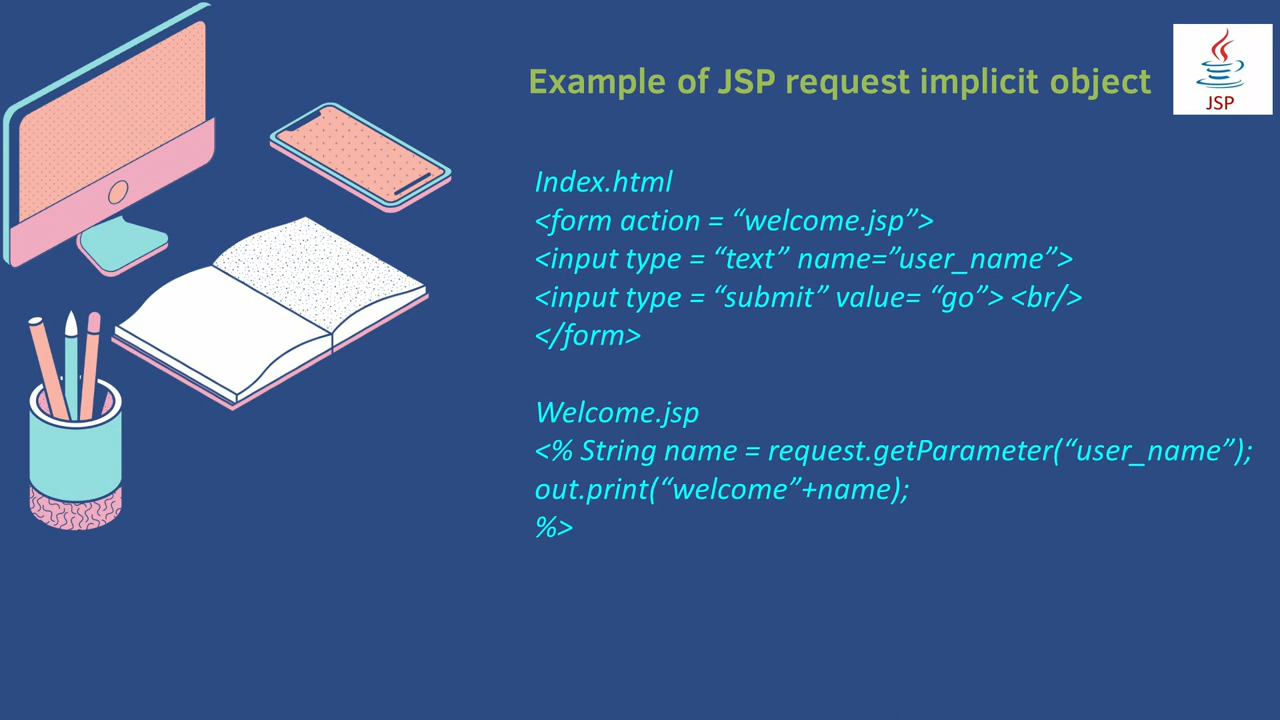 Example of JSP request implicit object
JSP
Index.html
<form action = “welcome.jsp”>
<input type = “text” name=”user_name”>
<input type = “submit” value= “go”> <br/>
</form>
Welcome.jsp
<% String name = request.getParameter(“user_name”);
out.print(“welcome”+name);
%>